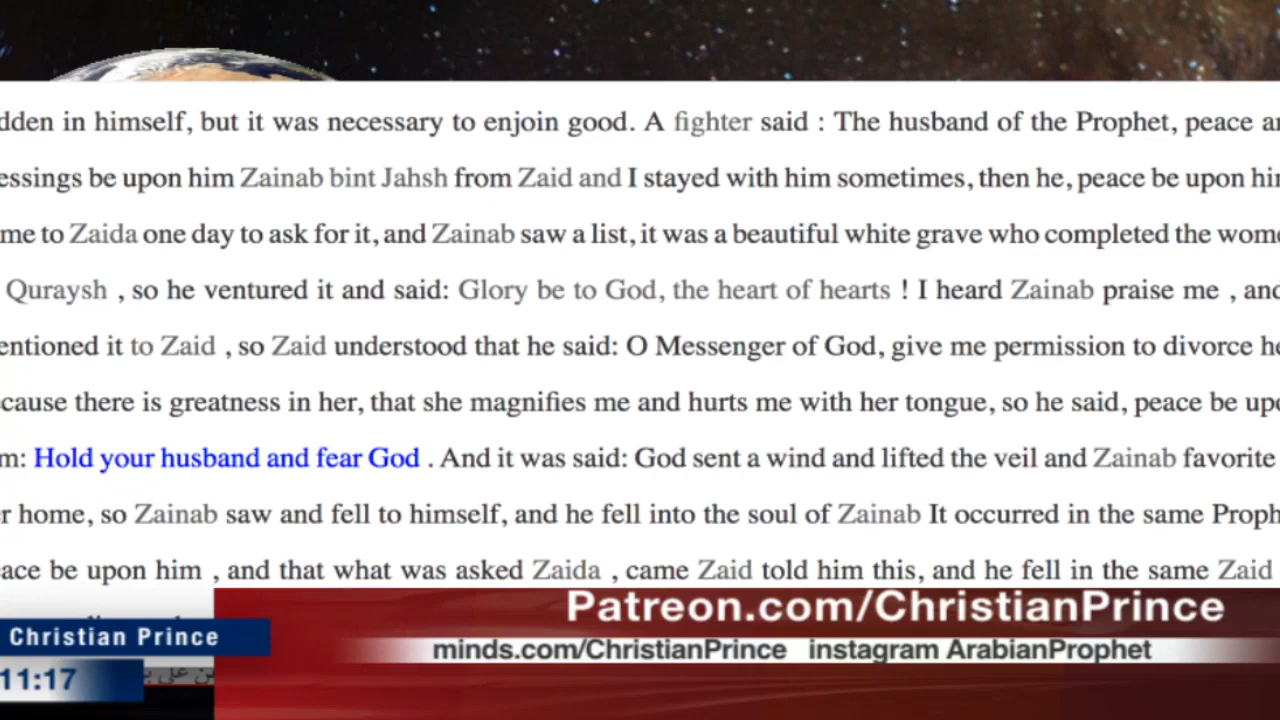 dden in himself, but it was necessary to enjoin good. A fighter said : The husband of the Prophet, peace an
essings be upon him Zainab bint Jahsh from Zaid and I stayed with him sometimes, then he, peace be upon him
me to Zaida one day to ask for it, and Zainab saw a list, it was a beautiful white grave who completed the wome
Quraysh , so he ventured it and said: Glory be to God, the heart of hearts ! I heard Zainab praise me , and
entioned it to Zaid , so Zaid understood that he said: O Messenger of God, give me permission to divorce he
cause there is greatness in her, that she magnifies me and hurts me with her tongue, so he said, peace be upo
m: Hold your husband and fear God . And it was said: God sent a wind and lifted the veil and Zainab favorite
r home, so Zainab saw and fell to himself, and he fell into the soul of Zainab It occurred in the same Proph
ace be upon him , and that what was asked Zaida , came Zaid told him this, and he fell in the same Zaid
Patreon.com/ChristianPrince
Christian Prince
minds.com/ChristianPrince instagram ArabianProphet
11:17